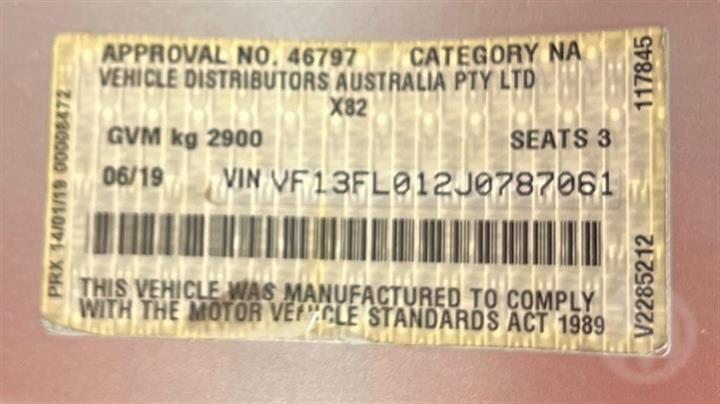 APPROVAL NO. 46797 CATEGORY NA
VEHICLE DISTRIBUTORS AUSTRALIA PTY LTD
X82
GVM kg 2900 SEATS 3
06/19 VIN VF13FL012J0787061
THIS VEHICLE WAS MANUFACTURED TO COMPLY
WITH THE MOTOR VEHICLE STANDARDS ACT 1989
PRX 14/01/19 00008472
117845
V2285212